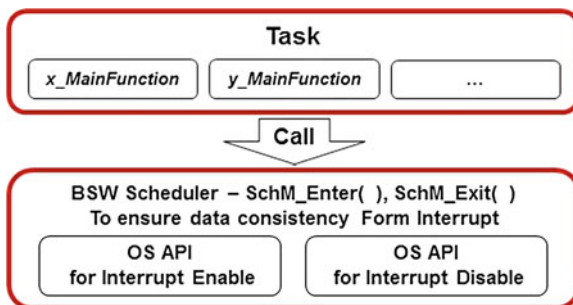 Task
x_MainFunction y_MainFunction ...
Call
BSW Scheduler – SchM_Enter( ), SchM_Exit( )
To ensure data consistency Form Interrupt
OS API OS API
for Interrupt Enable for Interrupt Disable